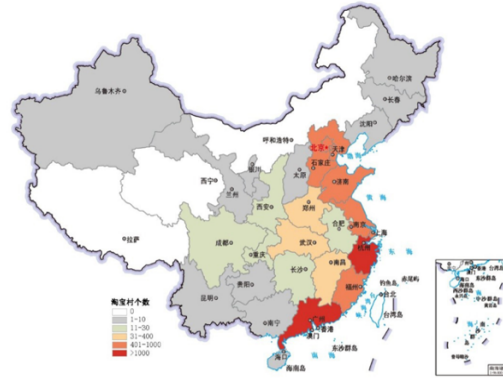 哈尔滨
乌鲁木齐
长春
沈阳
呼和浩特
北京
天津
石家庄
银川
太原
西宁
济南
兰州
郑州
西安
南京
合肥
上海
拉萨
成都
武汉
杭州
重庆
南昌
长沙
钓鱼岛
赤尾屿
贵阳
福州
台北
昆明
台湾岛
广州
南宁
香港
澳门
东沙群岛
海口
海南岛
淘宝村个数
0
1-10
11-30
31-400
401-1000
>1000